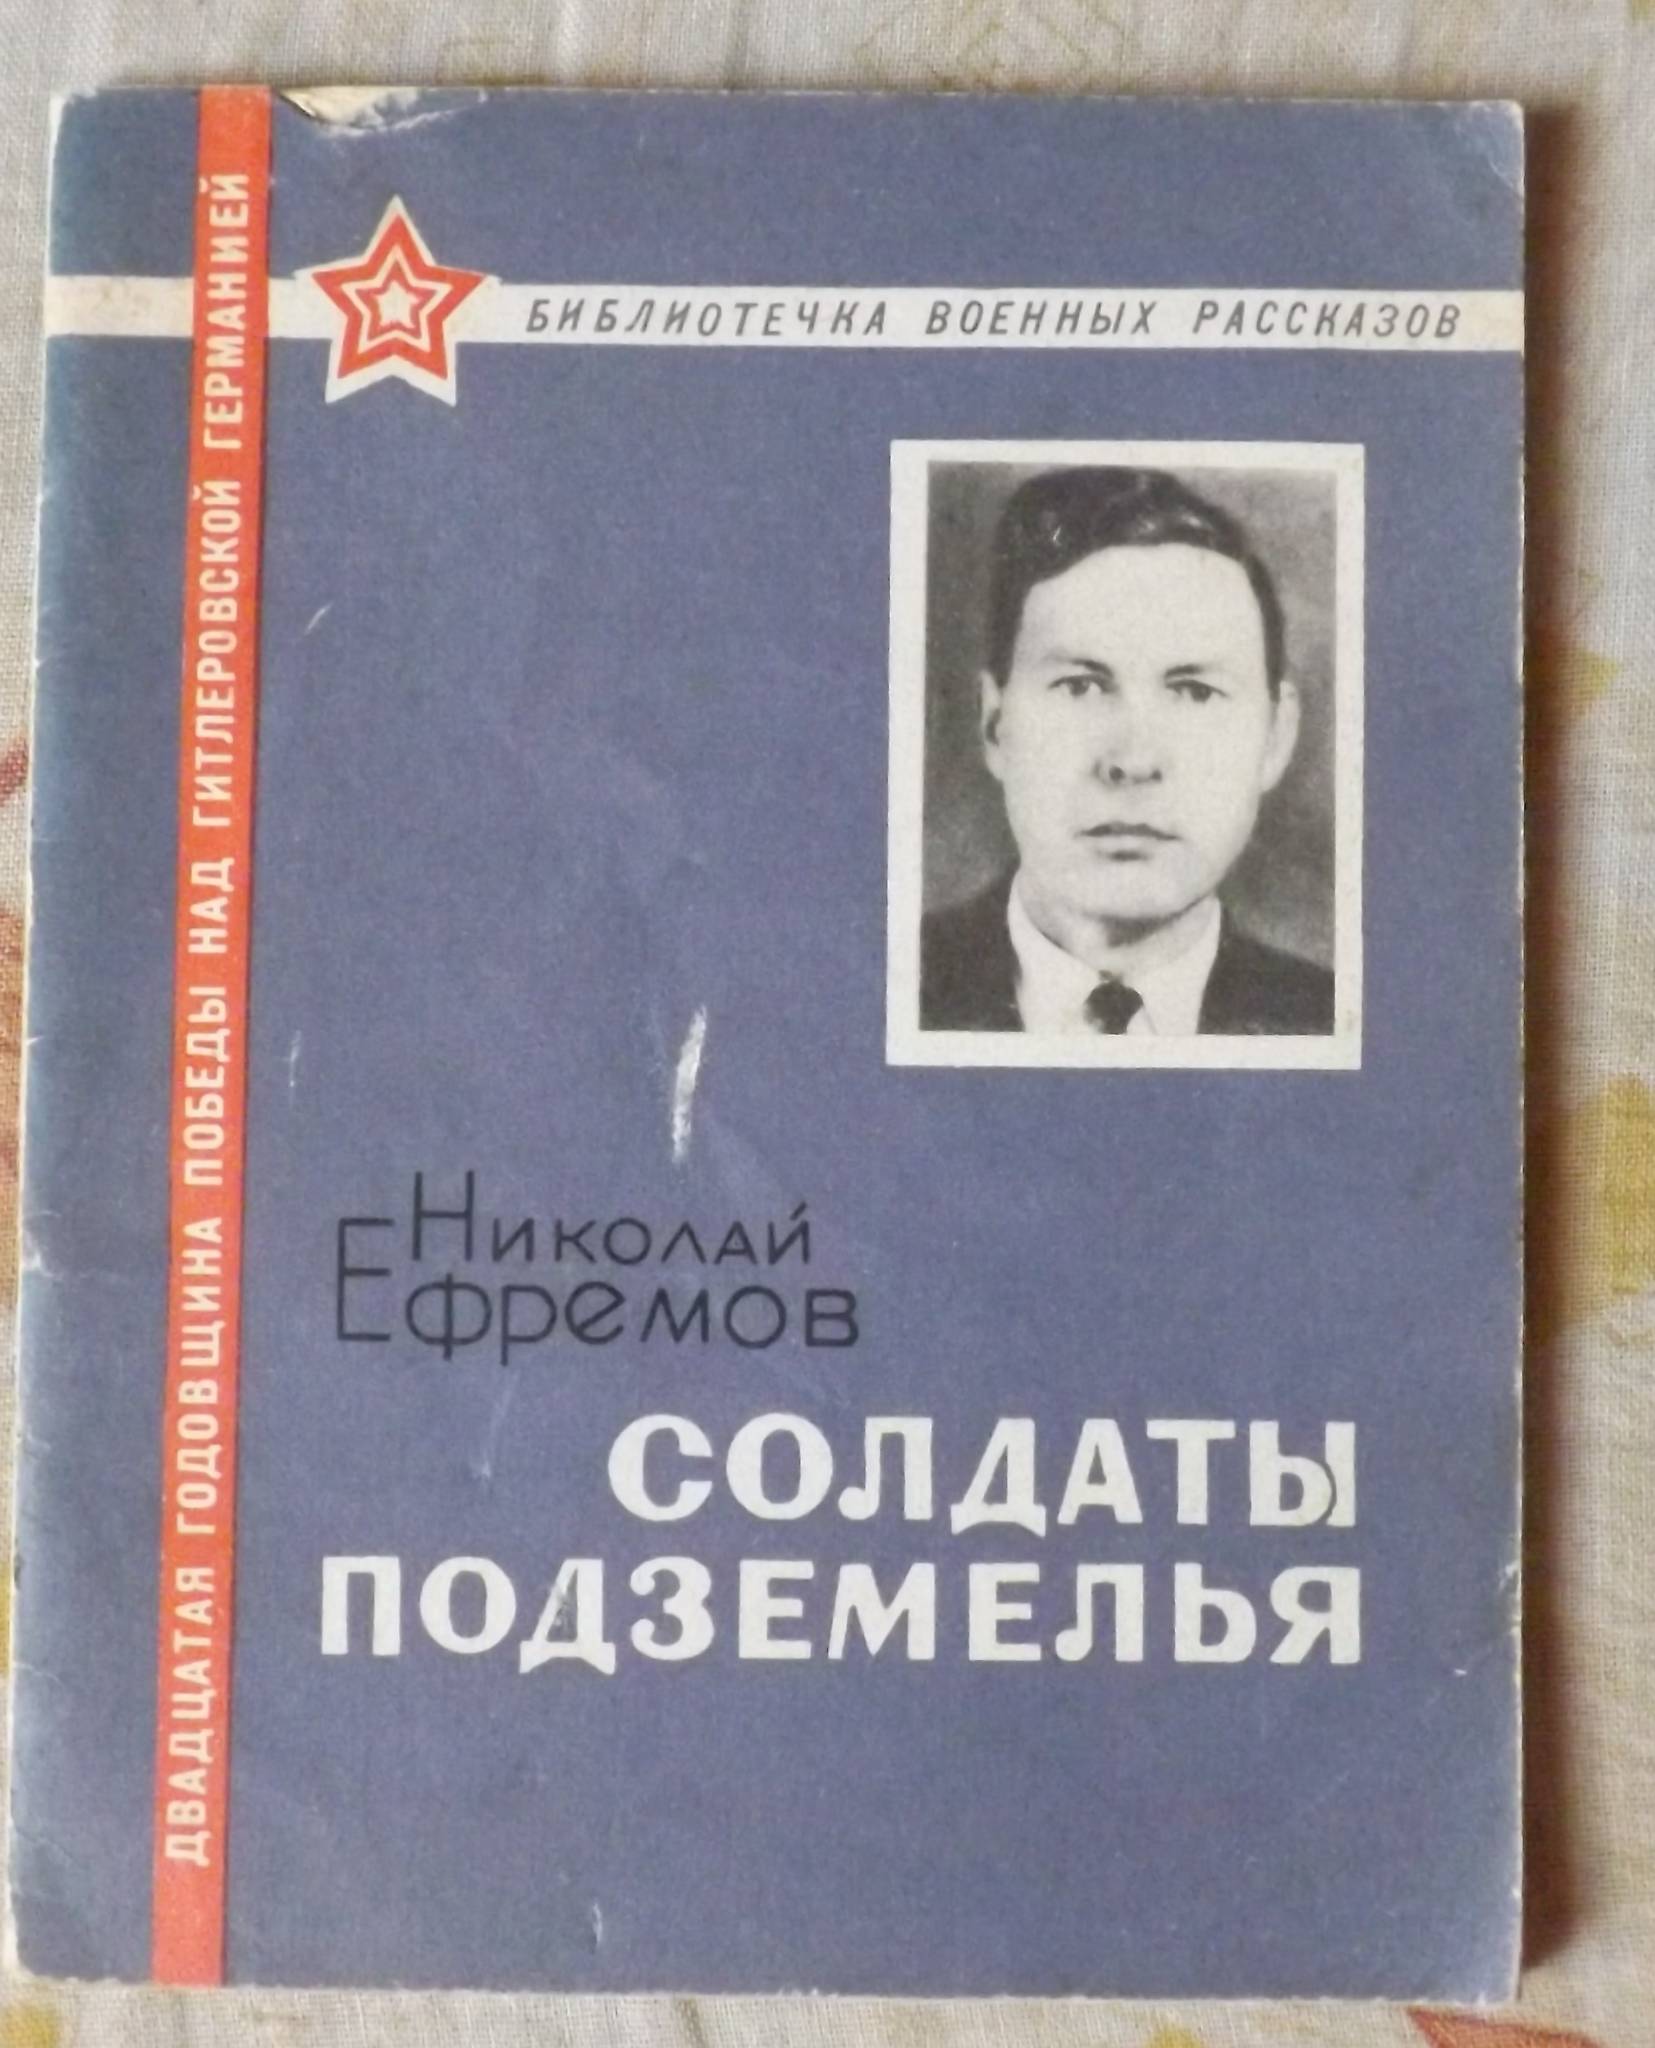 ДВАДЦАТАЯ ГОДОВЩИНА ПОБЕДЫ НАД ГИТЛЕРОВСКОЙ ГЕРМАНИЕЙ
БИБЛИОТЕЧКА ВОЕННЫХ РАССКАЗОВ
НИКОЛАЙ
ЕФРЕМОВ
СОЛДАТЫ
ПОДЗЕМЕЛЬЯ